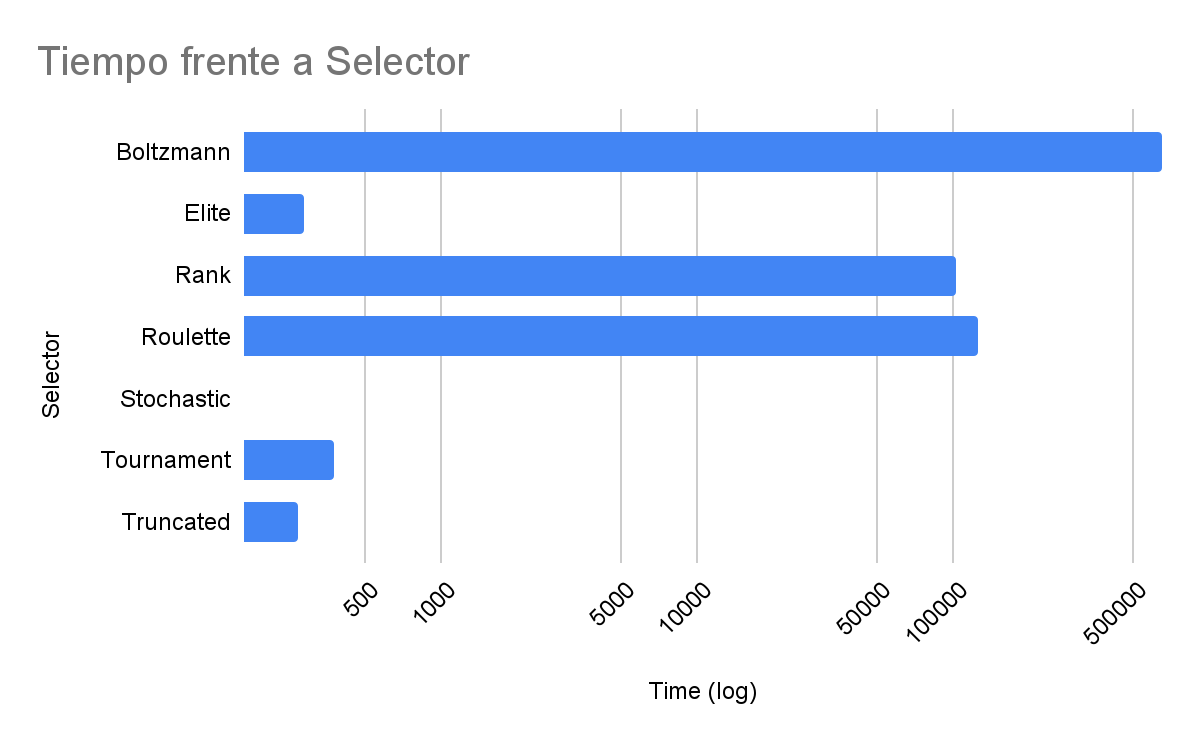 Tiempo frente a Selector
Selector
Boltzmann
Elite
Rank
Roulette
Stochastic
Tournament
Truncated
500
1000
5000
10000
50000
100000
500000
Time (log)